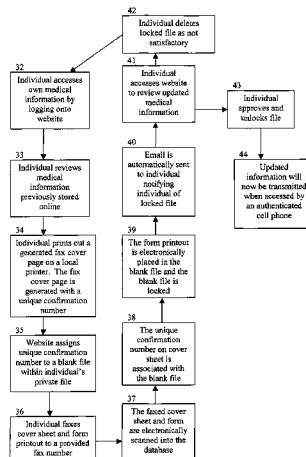 42
Individual deletes
locked file as not
satisfactory
32
Individual accesses
own medical
information by
logging onto
website
41
Individual
accesses website
to review updated
medical
information
43
Individual
approves and
unlocks file
33
Individual reviews
medical
information
previously stored
online
40
Email is
automatically sent
to individual
notifying
individual of
locked file
44
Updated
information will
now be transmitted
when accessed by
an authenticated
cell phone
34
Individual prints out a
generated fax cover
page on a local
printer. The fax
cover page is
generated with a
unique confirmation
number
39
The form printout
is electronically
placed in the
blank file and the
blank file is
locked
35
Website assigns
unique confirmation
number to a blank file
within individual's
private file
38
The unique
confirmation
number on cover
sheet is
associated with
the blank file
36
Individual faxes
cover sheet and form
printout to a provided
fax number
37
The faxed cover
sheet and form
are electronically
scanned into the
database